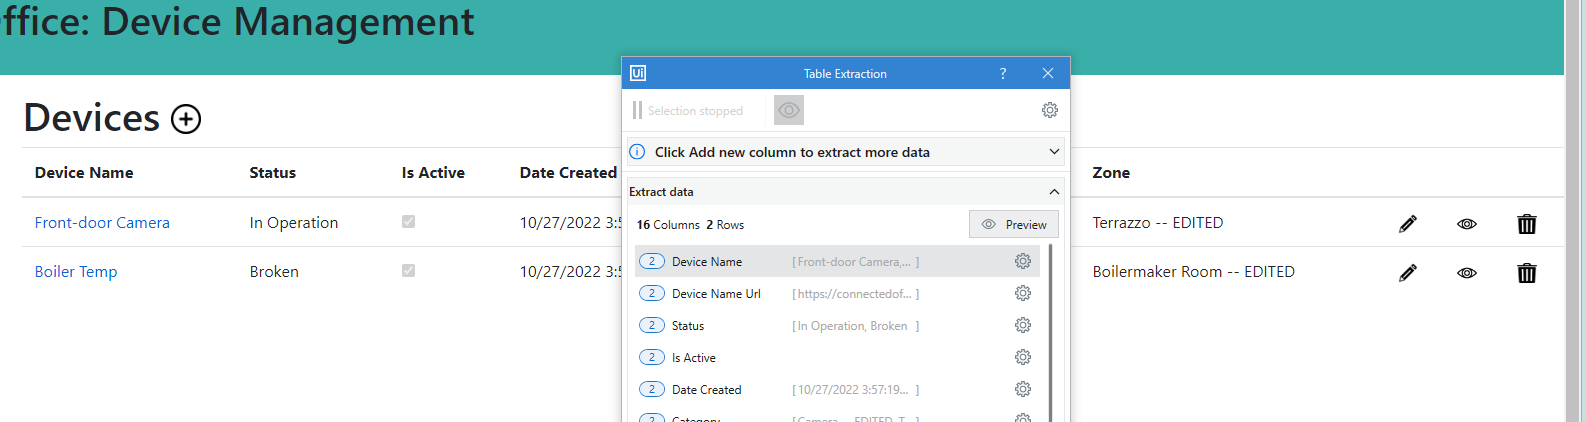 ffice: Device Management
Ui Table Extraction ?
Selection stopped
Devices
Click Add new column to extract more data
Device Name Status Is Active Date Created Zone
Extract data
16 Columns 2 Rows Preview
Front-door Camera In Operation 10/27/2022 3:5 Terrazzo -- EDITED
2 Device Name [Front-door Camera,... ]
Boiler Temp Broken 10/27/2022 3:5 Boilermaker Room -- EDITED
2 Device Name Url [https://connectedof... ]
2 Status [In Operation, Broken ]
2 Is Active
2 Date Created [10/27/2022 3:57:19... ]
2 Category [Camera -- EDITED, T